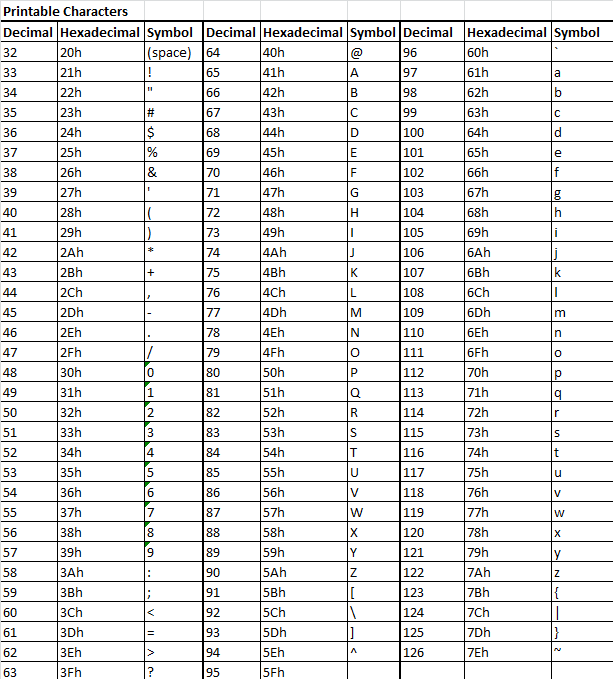 Printable Characters
Decimal Hexadecimal Symbol Decimal Hexadecimal Symbol Decimal Hexadecimal Symbol
32 20h (space) 64 40h @ 96 60h `
33 21h ! 65 41h A 97 61h a
34 22h " 66 42h B 98 62h b
35 23h # 67 43h C 99 63h c
36 24h $ 68 44h D 100 64h d
37 25h % 69 45h E 101 65h e
38 26h & 70 46h F 102 66h f
39 27h ' 71 47h G 103 67h g
40 28h ( 72 48h H 104 68h h
41 29h ) 73 49h I 105 69h i
42 2Ah * 74 4Ah J 106 6Ah j
43 2Bh + 75 4Bh K 107 6Bh k
44 2Ch , 76 4Ch L 108 6Ch l
45 2Dh - 77 4Dh M 109 6Dh m
46 2Eh . 78 4Eh N 110 6Eh n
47 2Fh / 79 4Fh O 111 6Fh o
48 30h 0 80 50h P 112 70h p
49 31h 1 81 51h Q 113 71h q
50 32h 2 82 52h R 114 72h r
51 33h 3 83 53h S 115 73h s
52 34h 4 84 54h T 116 74h t
53 35h 5 85 55h U 117 75h u
54 36h 6 86 56h V 118 76h v
55 37h 7 87 57h W 119 77h w
56 38h 8 88 58h X 120 78h x
57 39h 9 89 59h Y 121 79h y
58 3Ah : 90 5Ah Z 122 7Ah z
59 3Bh ; 91 5Bh [ 123 7Bh {
60 3Ch < 92 5Ch \ 124 7Ch |
61 3Dh = 93 5Dh ] 125 7Dh }
62 3Eh > 94 5Eh ^ 126 7Eh ~
63 3Fh ? 95 5Fh